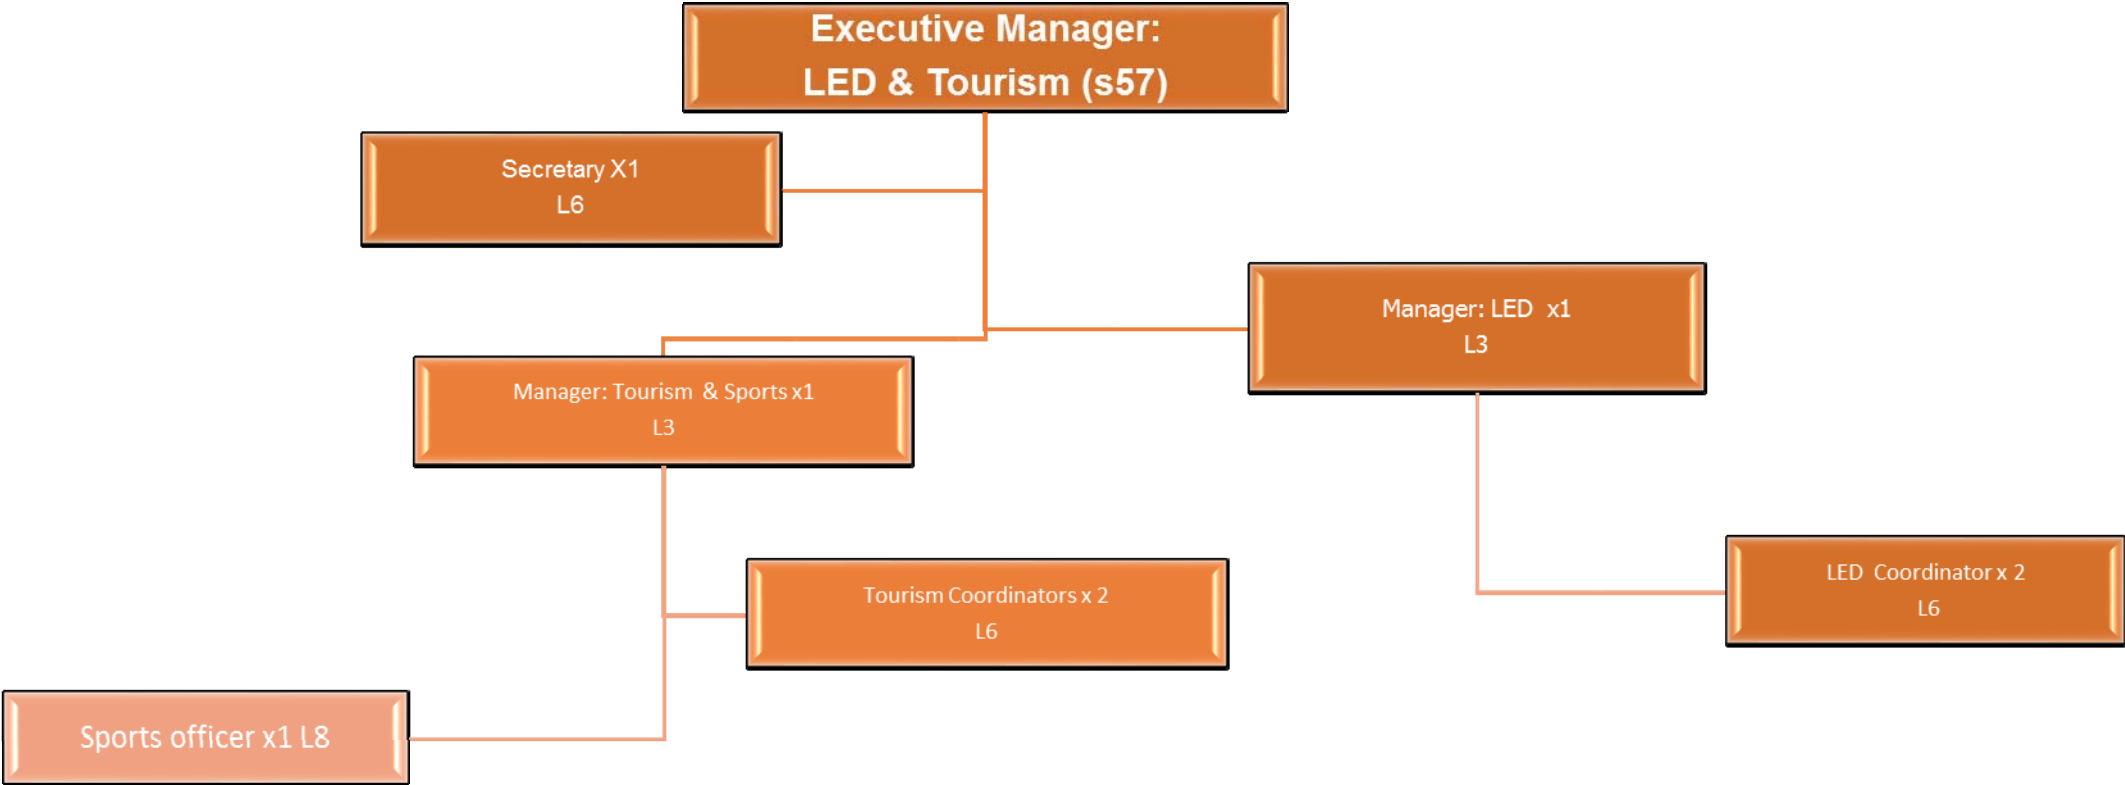 Executive Manager:
LED & Tourism (s57)
Secretary X1
L6
Manager: LED x1
L3
Manager: Tourism & Sports x1
L3
Tourism Coordinators x 2
L6
LED Coordinator x 2
L6
Sports officer x1 L8